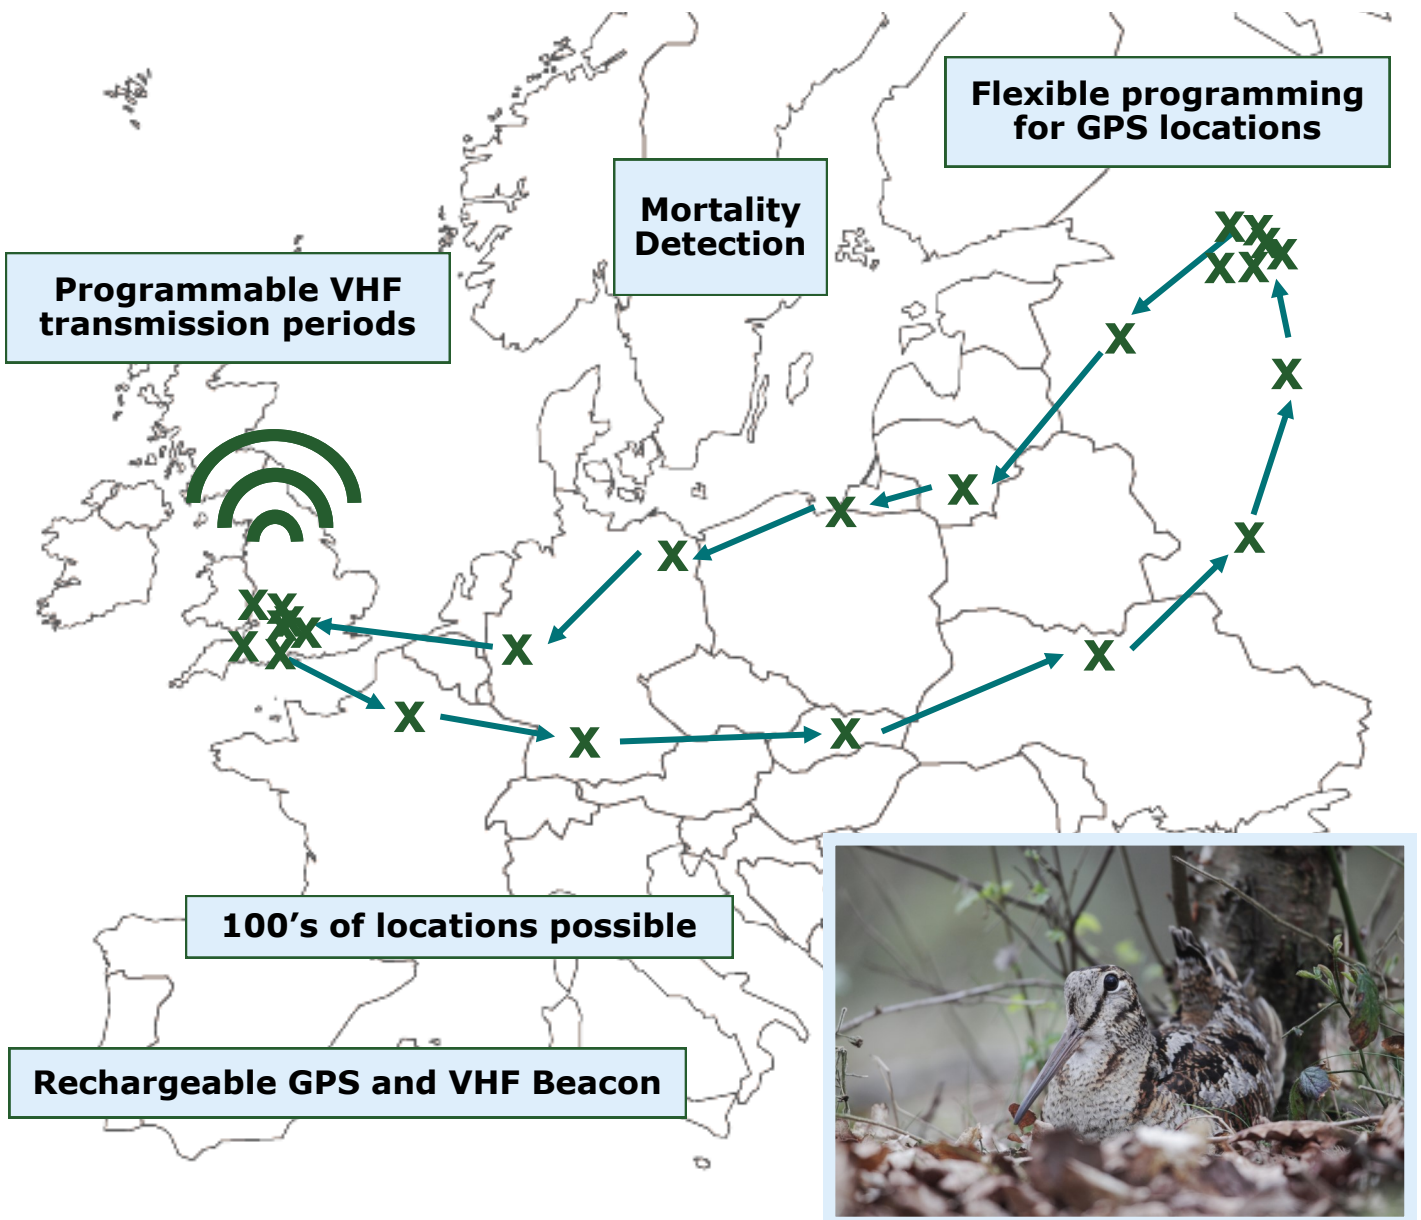 Flexible programming
for GPS locations
Mortality
Detection
Programmable VHF
transmission periods
X X
X
X
X X
X
X
X
X
X
X
X X
X
X
X
X
X
X
X
X
X
100’s of locations possible
Rechargeable GPS and VHF Beacon